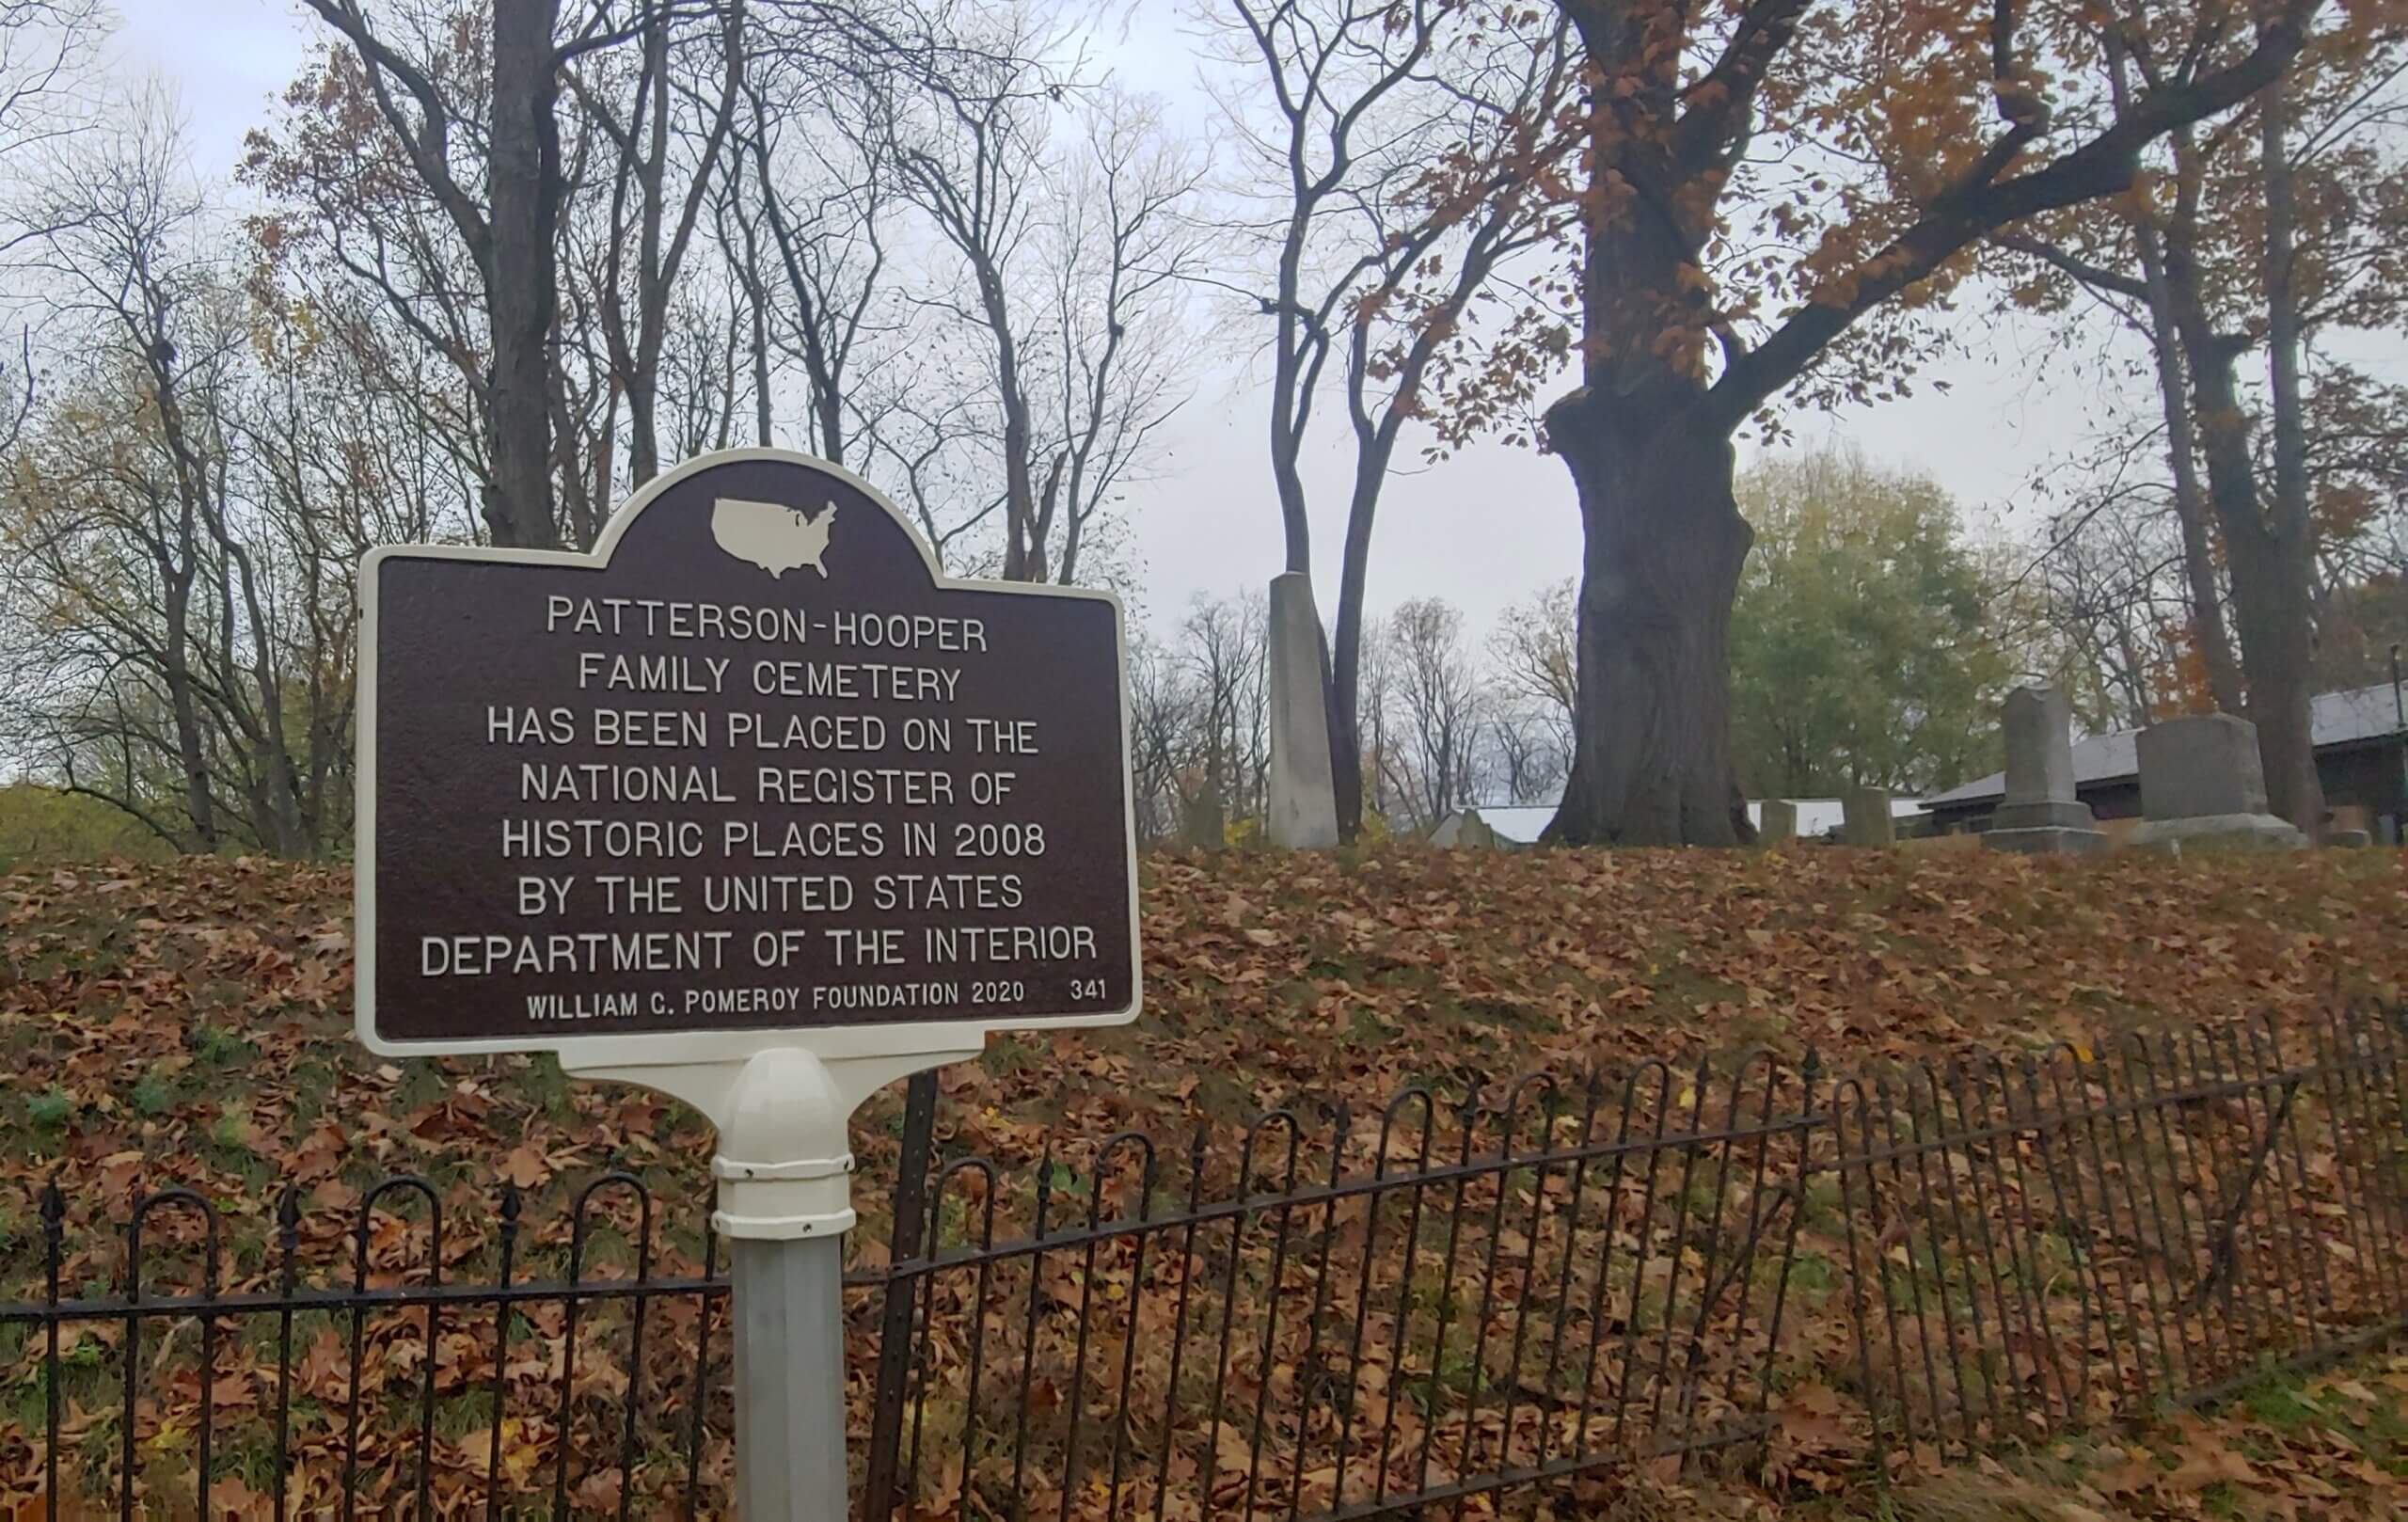 PATTERSON-HOOPER
FAMILY CEMETERY
HAS BEEN PLACED ON THE
NATIONAL REGISTER OF
HISTORIC PLACES IN 2008
BY THE UNITED STATES
DEPARTMENT OF THE INTERIOR
WILLIAM G. POMEROY FOUNDATION 2020 341